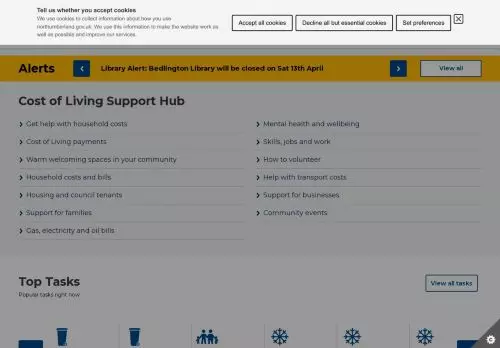 Tell us whether you accept cookies
We use cookies to collect information about how you use
northumberland.gov.uk. We use this information to make the website work as
well as possible and improve our services.
Accept all cookies
Decline all but essential cookies
Set preferences
Alerts
Library Alert: Bedlington Library will be closed on Sat 13th April
View all
Cost of Living Support Hub
Get help with household costs
Cost of Living payments
Warm welcoming spaces in your community
Household costs and bills
Housing and council tenants
Support for families
Gas, electricity and oil bills
Mental health and wellbeing
Skills, jobs and work
How to volunteer
Help with transport costs
Support for businesses
Community events
Top Tasks
Popular tasks right now
View all tasks